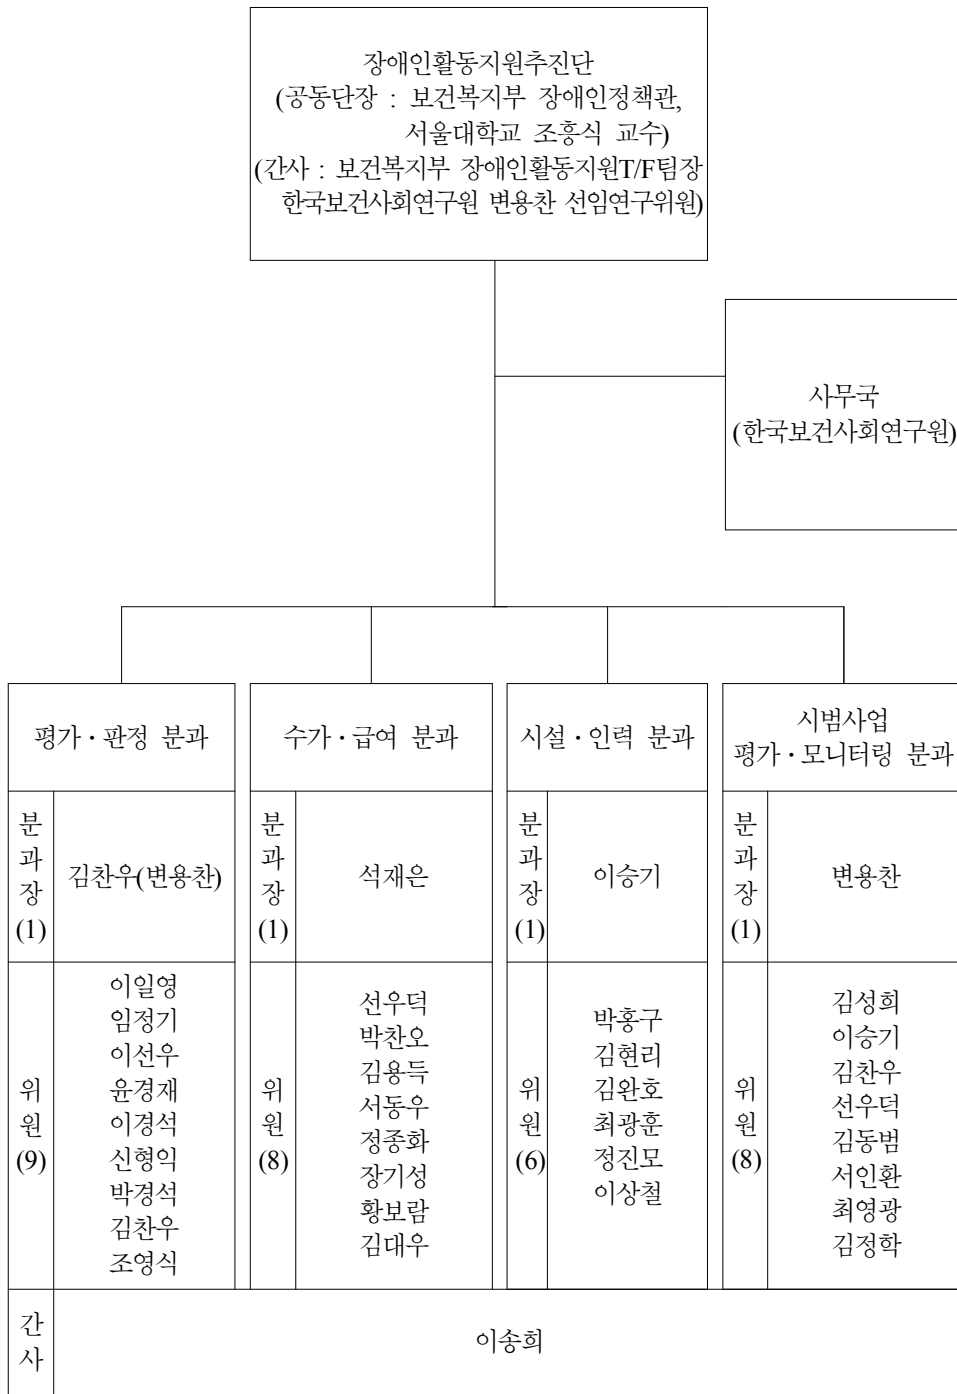 장애인활동지원추진단
(공동단장 : 보건복지부 장애인정책관,
서울대학교 조흥식 교수)
(간사 : 보건복지부 장애인활동지원T/F팀장
한국보건사회연구원 변용찬 선임연구위원)
사무국
(한국보건사회연구원)
평가·판정 분과
분
과
장
(1)
김찬우(변용찬)
위
원
(9)
이일영
임정기
이선우
윤경재
이경석
신형익
박경석
김찬우
조영식
수가·급여 분과
분
과
장
(1)
석재은
위
원
(8)
선우덕
박찬오
김용득
서동우
정종화
장기성
황보람
김대우
시설·인력 분과
분
과
장
(1)
이승기
위
원
(6)
박홍구
김현리
김완호
최광훈
정진모
이상철
시범사업
평가·모니터링 분과
분
과
장
(1)
변용찬
위
원
(8)
김성희
이승기
김찬우
선우덕
김동범
서인환
최영광
김정학
간
사
이송희